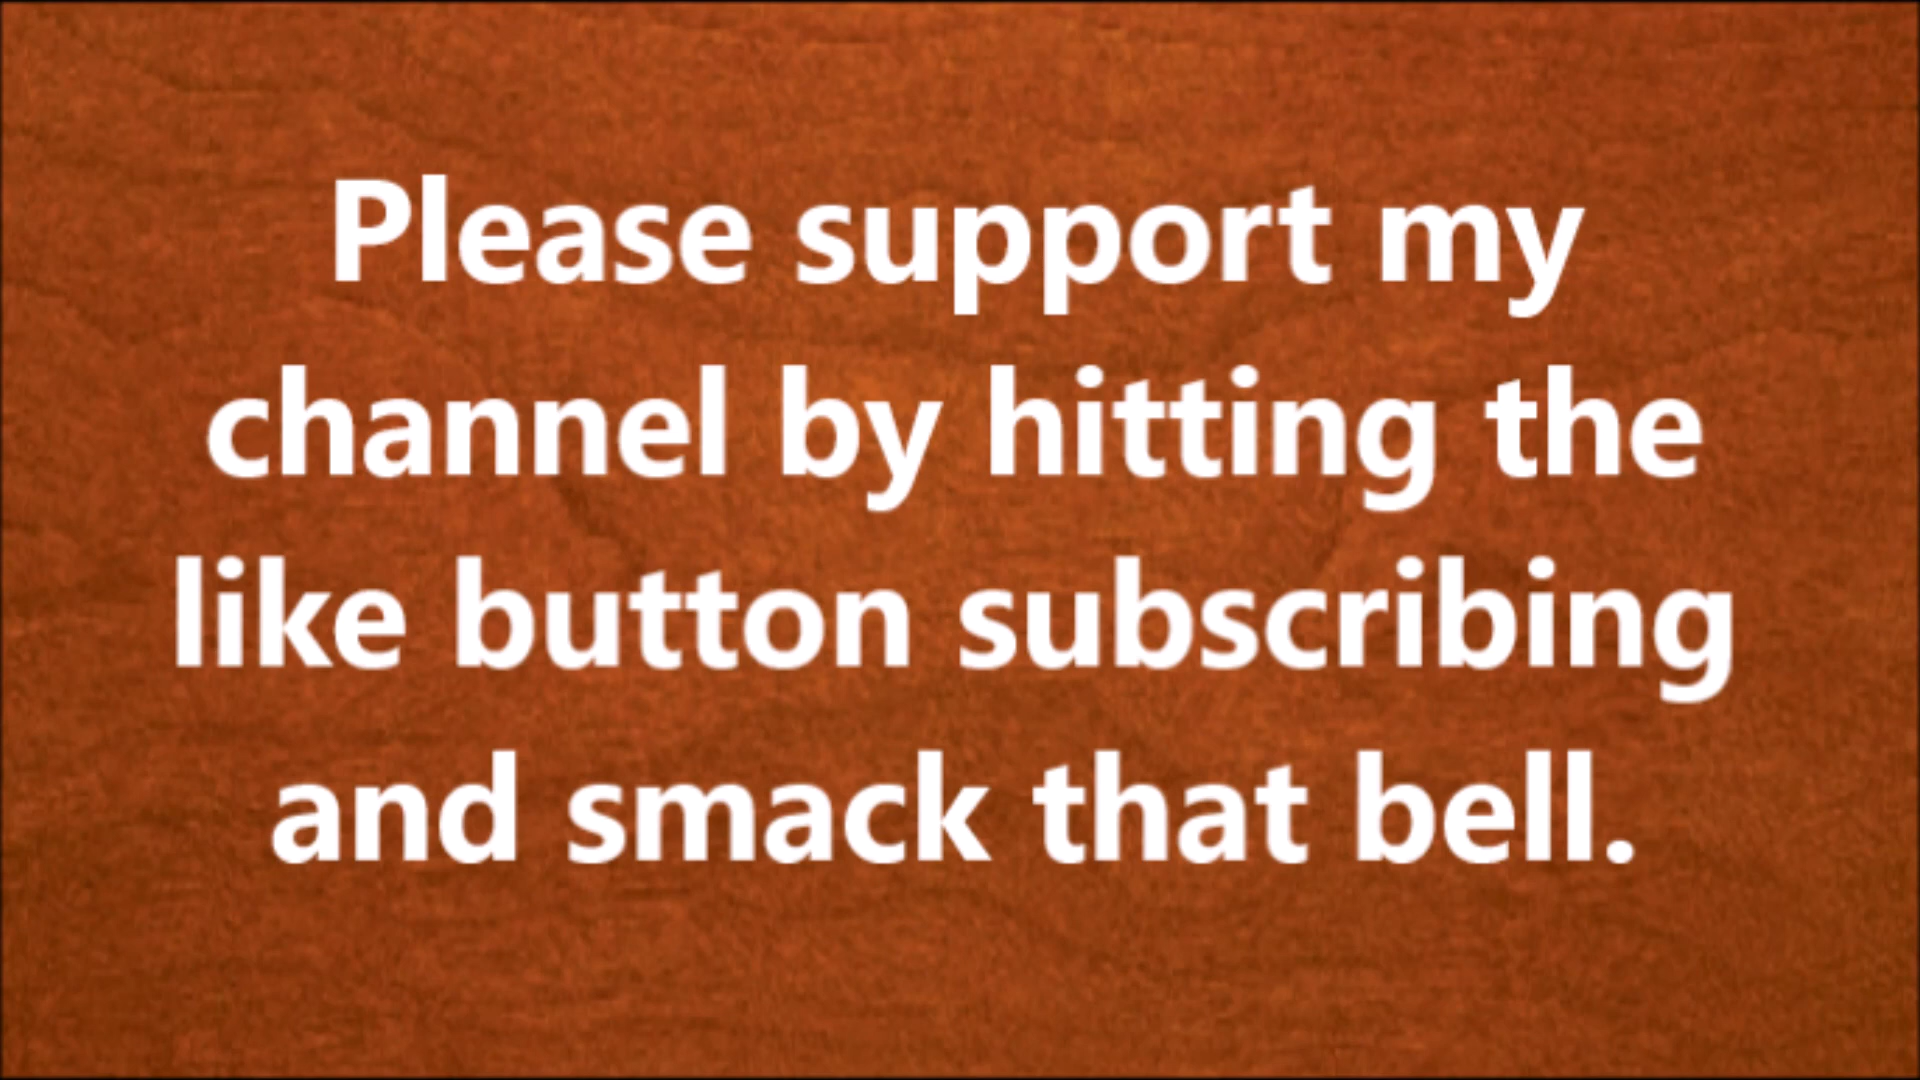 Please support my
channel by hitting the
like button subscribing
and smack that bell.